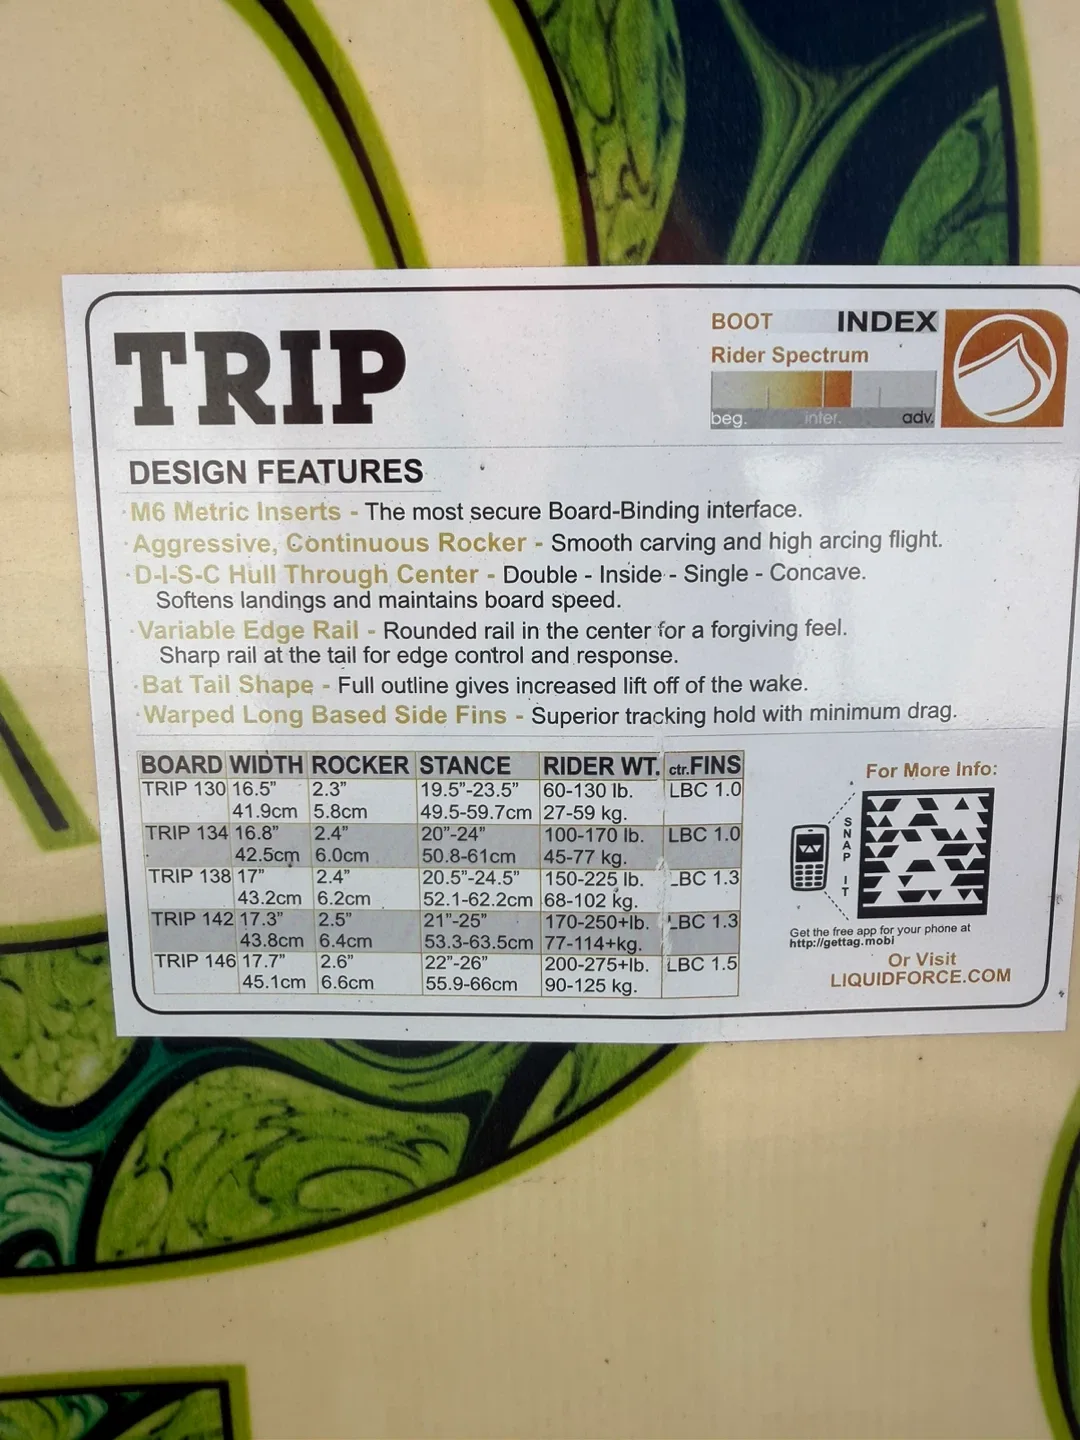 TRIP
BOOT INDEX
Rider Spectrum
beg. inter. adv.
DESIGN FEATURES
·M6 Metric Inserts - The most secure Board-Binding interface.
·Aggressive, Continuous Rocker - Smooth carving and high arcing flight.
·D-I-S-C Hull Through Center - Double - Inside - Single - Concave.
Softens landings and maintains board speed.
·Variable Edge Rail - Rounded rail in the center for a forgiving feel.
Sharp rail at the tail for edge control and response.
·Bat Tail Shape - Full outline gives increased lift off of the wake.
·Warped Long Based Side Fins - Superior tracking hold with minimum drag.
BOARD WIDTH ROCKER STANCE RIDER WT. ctr.FINS
TRIP 130 16.5" 2.3" 19.5"-23.5" 60-130 lb. LBC 1.0
41.9cm 5.8cm 49.5-59.7cm 27-59 kg.
TRIP 134 16.8" 2.4" 20"-24" 100-170 lb. LBC 1.0
42.5cm 6.0cm 50.8-61cm 45-77 kg.
TRIP 138 17" 2.4" 20.5"-24.5" 150-225 lb. LBC 1.3
43.2cm 6.2cm 52.1-62.2cm 68-102 kg.
TRIP 142 17.3" 2.5" 21"-25" 170-250+lb. LBC 1.3
43.8cm 6.4cm 53.3-63.5cm 77-114+kg.
TRIP 146 17.7" 2.6" 22"-26" 200-275+lb. LBC 1.5
45.1cm 6.6cm 55.9-66cm 90-125 kg.
For More Info:
SNAP IT
Get the free app for your phone at
http://gettag.mobi
Or Visit
LIQUIDFORCE.COM